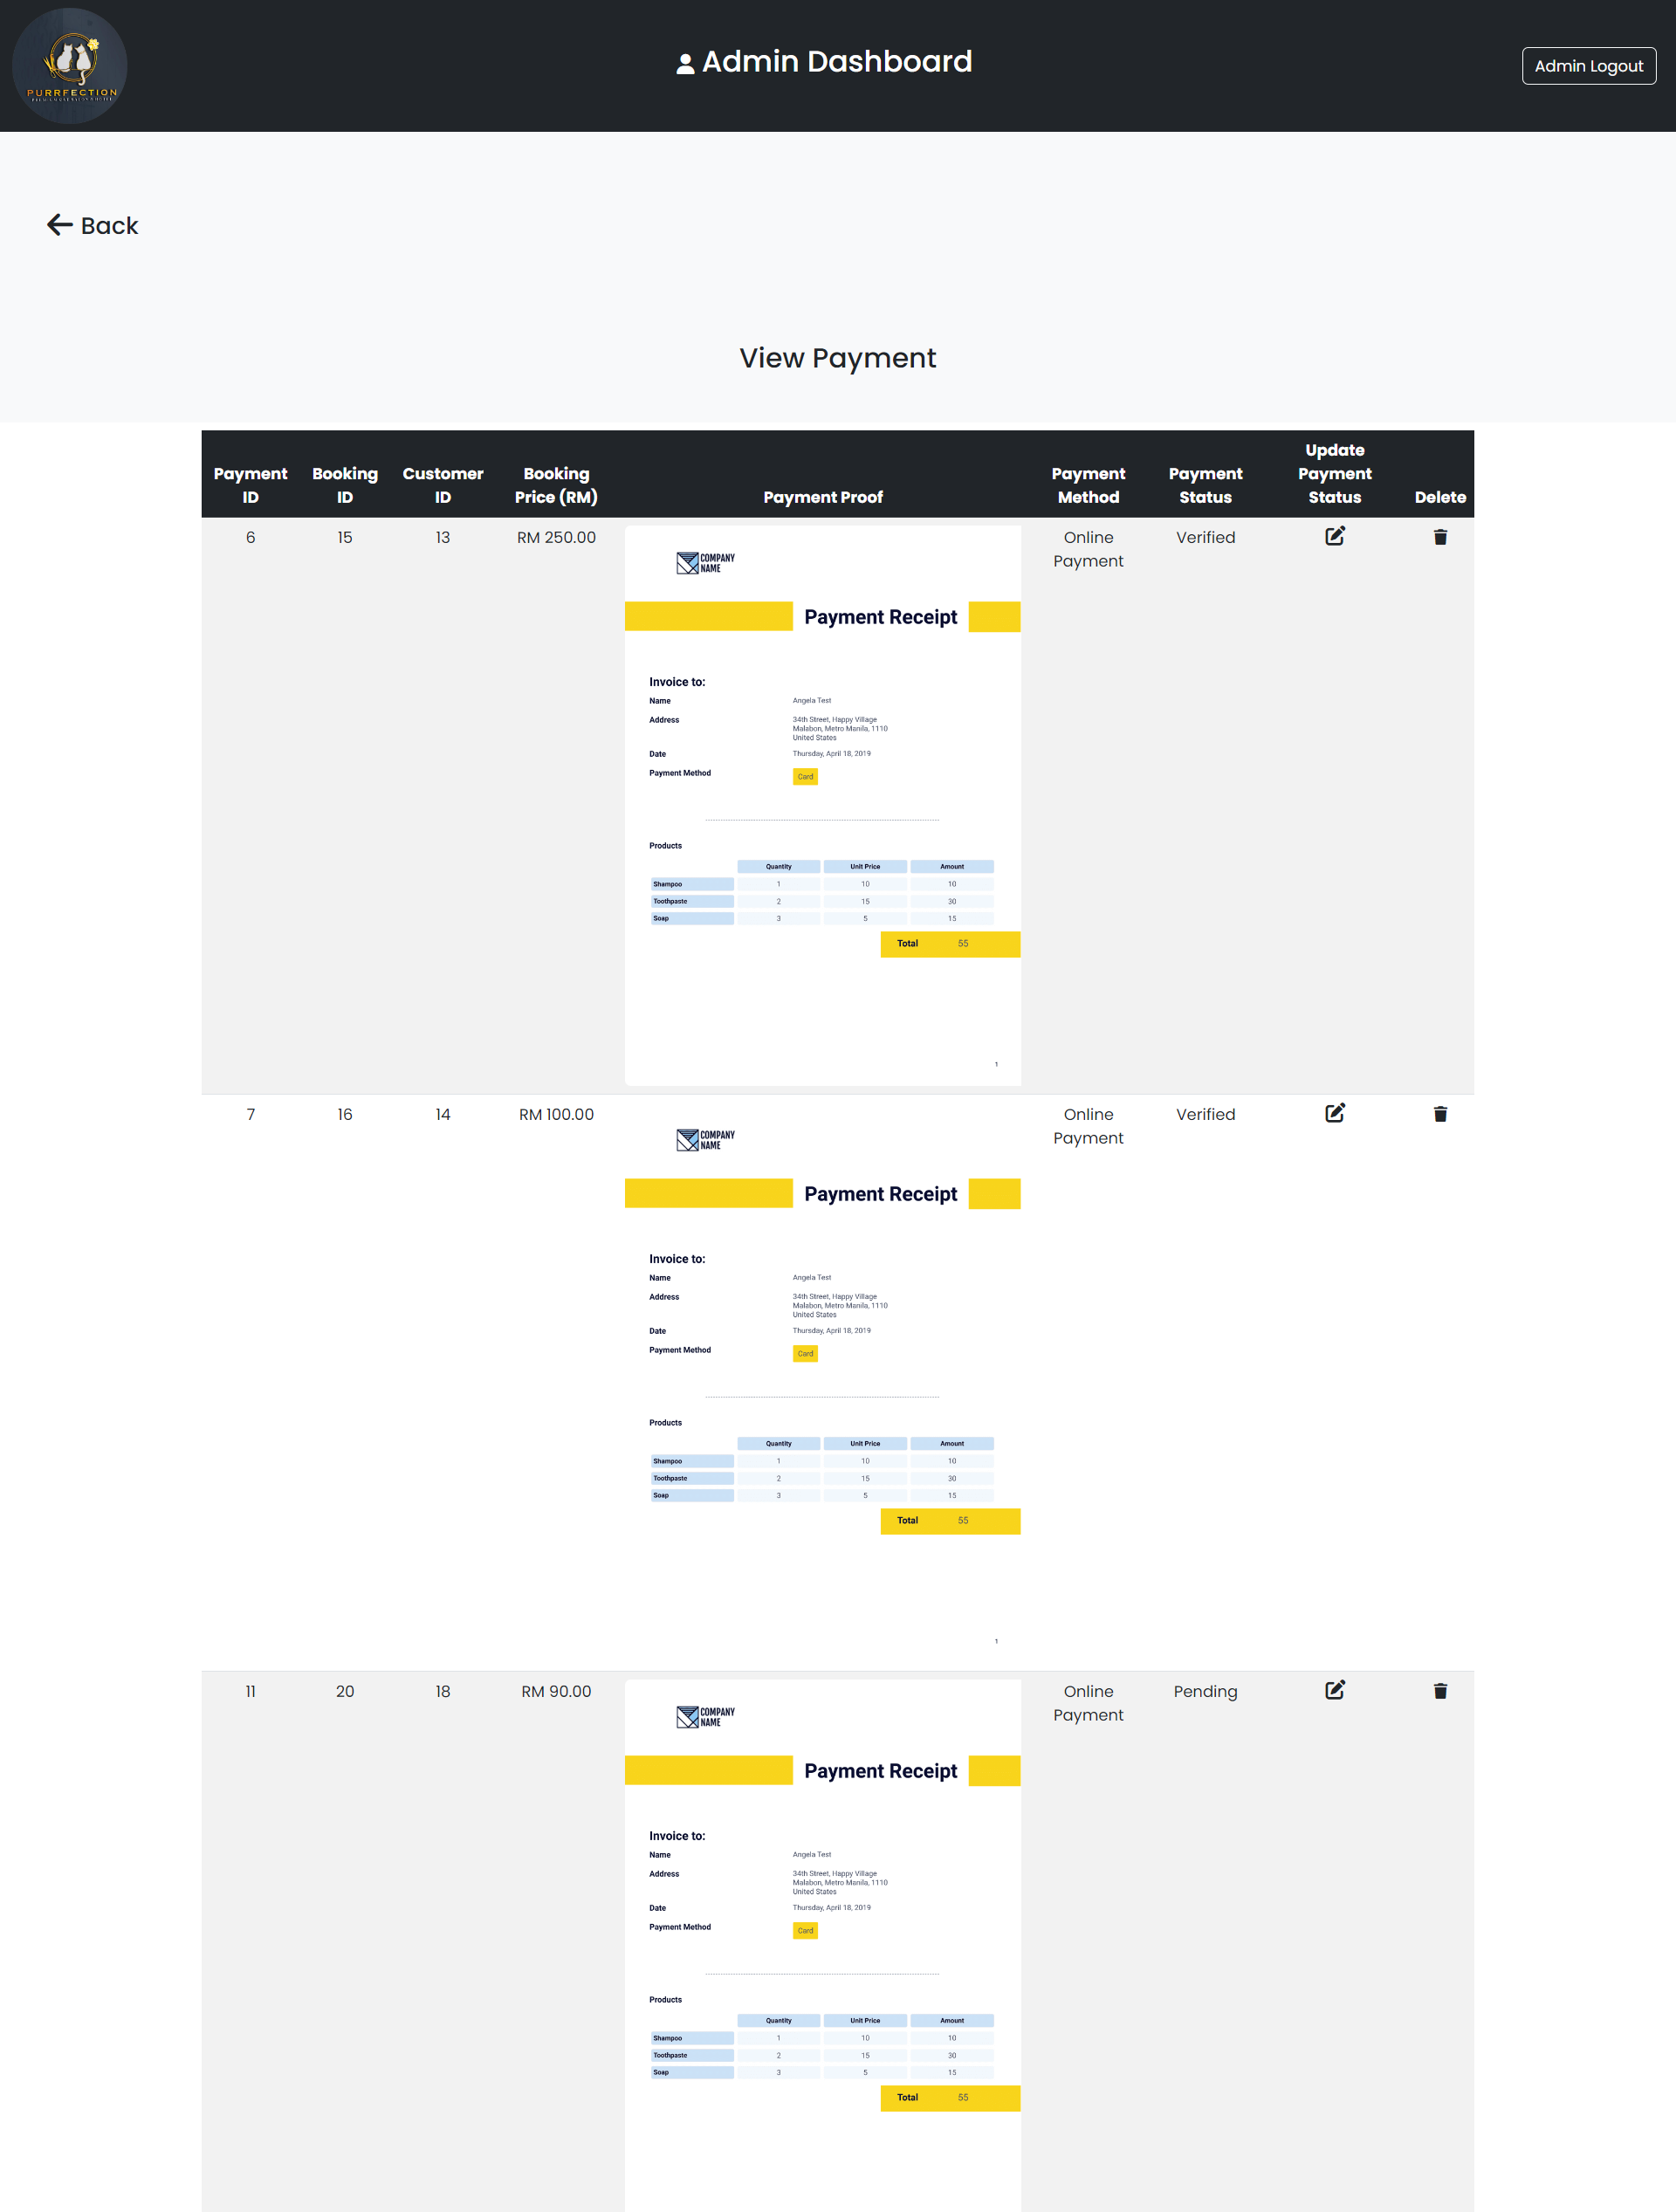 PURRFECTION
Admin Dashboard
Admin Logout
Back
View Payment
Payment ID
Booking ID
Customer ID
Booking Price (RM)
Payment Proof
Payment Method
Payment Status
Update Payment Status
Delete
6
15
13
RM 250.00
COMPANY
NAME
Payment Receipt
Invoice to:
Name Angela Test
Address 34th Street, Happy Village
Malabon, Metro Manila, 1110
United States
Date Thursday, April 18, 2019
Payment Method Card
Products
Quantity Unit Price Amount
Shampoo 1 10 10
Toothpaste 2 15 30
Soap 3 5 15
Total 55
1
Online
Payment
Verified
7
16
14
RM 100.00
COMPANY
NAME
Payment Receipt
Invoice to:
Name Angela Test
Address 34th Street, Happy Village
Malabon, Metro Manila, 1110
United States
Date Thursday, April 18, 2019
Payment Method Card
Products
Quantity Unit Price Amount
Shampoo 1 10 10
Toothpaste 2 15 30
Soap 3 5 15
Total 55
1
Online
Payment
Verified
11
20
18
RM 90.00
COMPANY
NAME
Payment Receipt
Invoice to:
Name Angela Test
Address 34th Street, Happy Village
Malabon, Metro Manila, 1110
United States
Date Thursday, April 18, 2019
Payment Method Card
Products
Quantity Unit Price Amount
Shampoo 1 10 10
Toothpaste 2 15 30
Soap 3 5 15
Total 55
Online
Payment
Pending